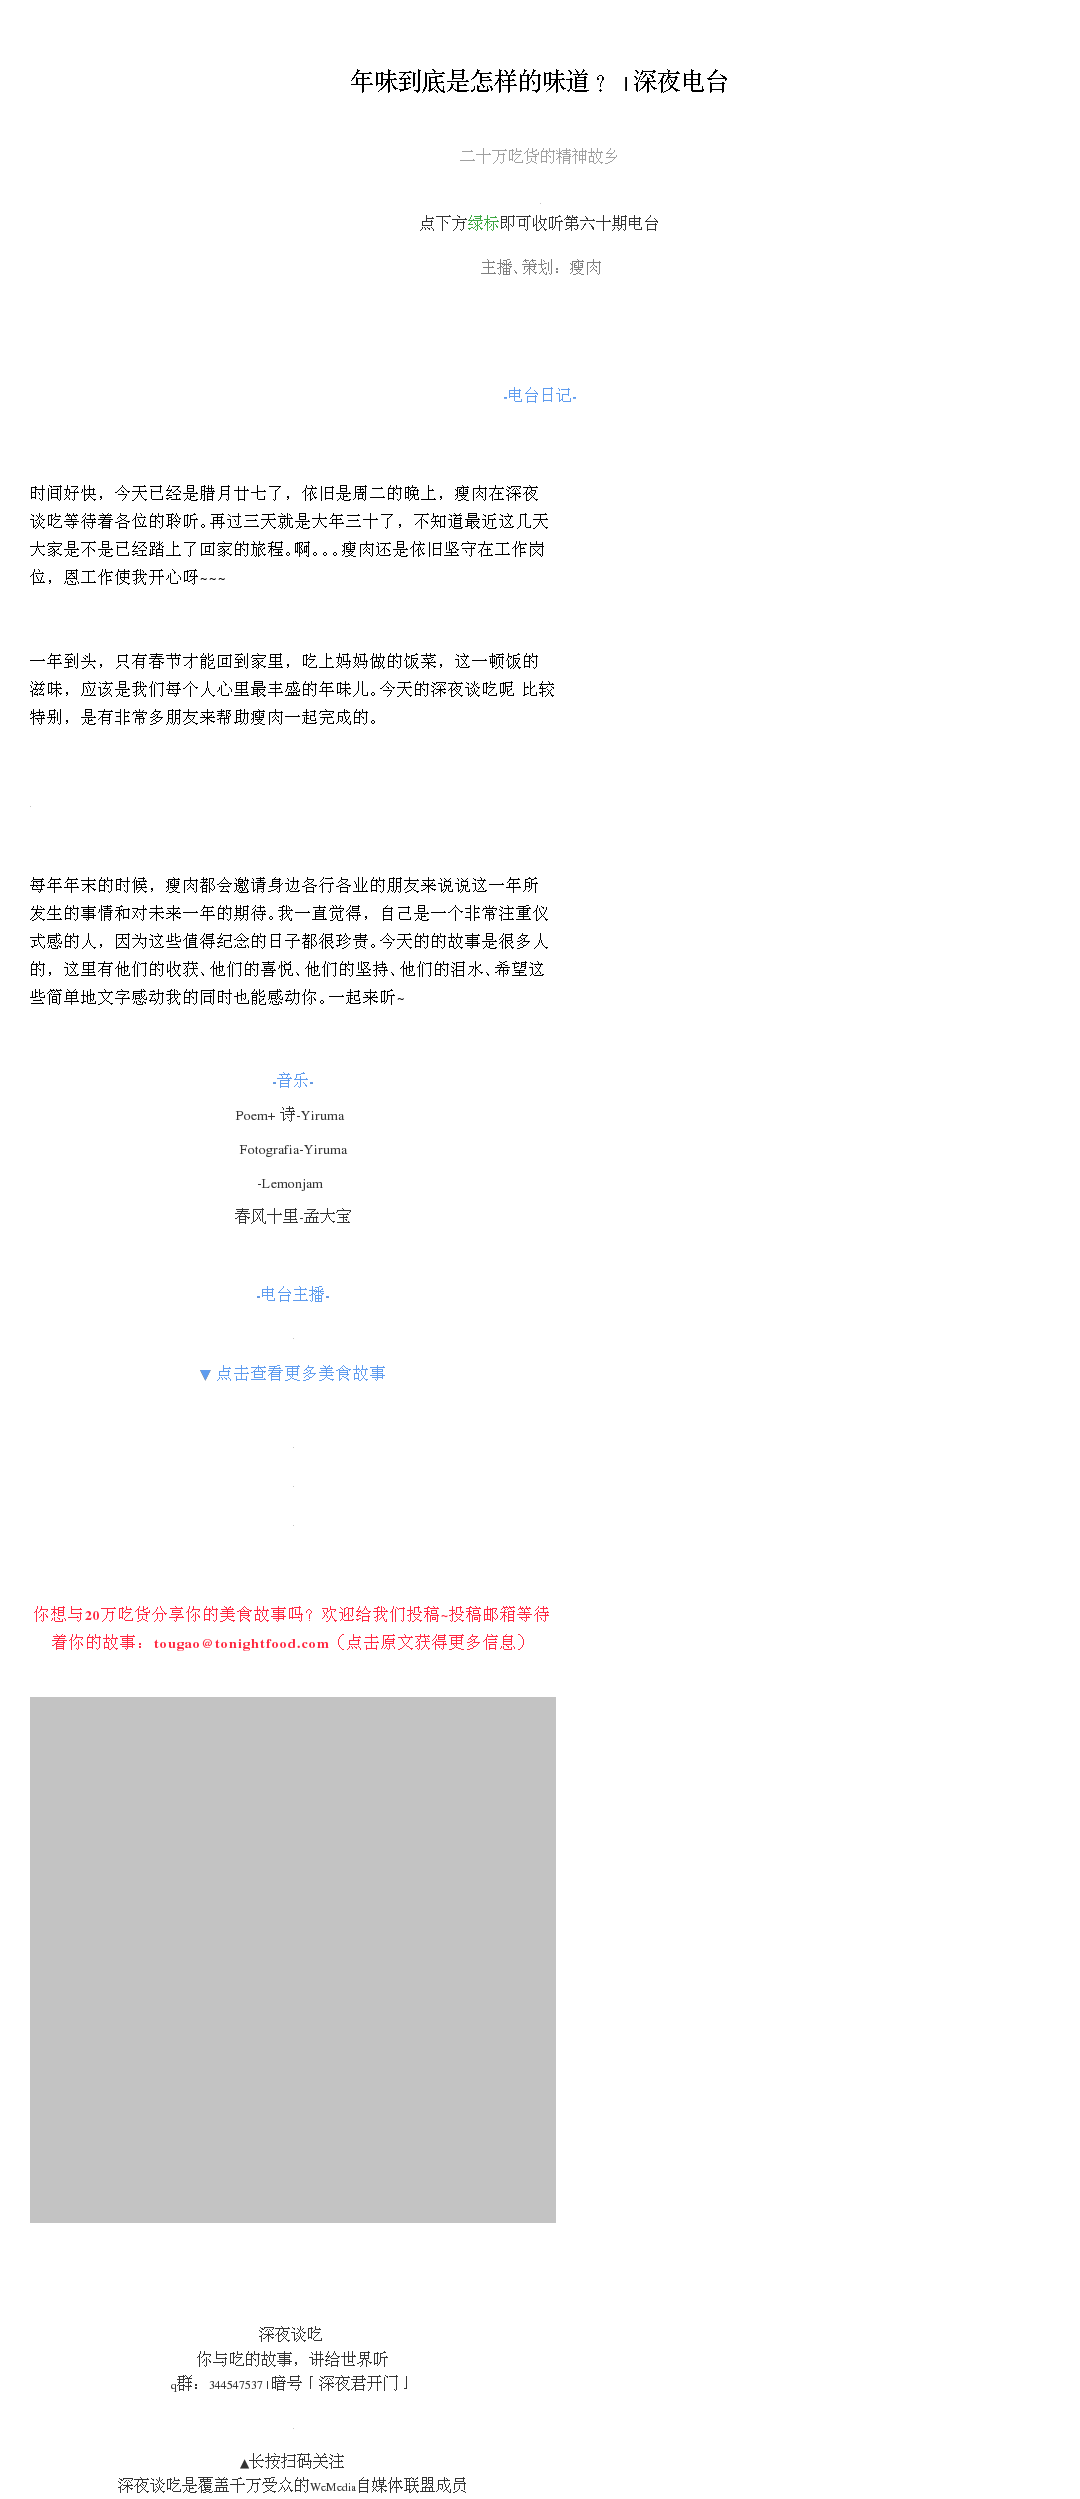 年味到底是怎样的味道？ |深夜电台
二十万吃货的精神故乡
点下方绿标即可收听第六十期电台
主播、策划：瘦肉
-电台日记-
时间好快，今天已经是腊月廿七了，依旧是周二的晚上，瘦肉在深夜
谈吃等待着各位的聆听。再过三天就是大年三十了，不知道最近这几天
大家是不是已经踏上了回家的旅程。啊。。。瘦肉还是依旧坚守在工作岗
位，恩工作使我开心呀~~~
一年到头，只有春节才能回到家里，吃上妈妈做的饭菜，这一顿饭的
滋味，应该是我们每个人心里最丰盛的年味儿。今天的深夜谈吃呢 比较
特别，是有非常多朋友来帮助瘦肉一起完成的。
每年年末的时候，瘦肉都会邀请身边各行各业的朋友来说说这一年所
发生的事情和对未来一年的期待。我一直觉得，自己是一个非常注重仪
式感的人，因为这些值得纪念的日子都很珍贵。今天的的故事是很多人
的，这里有他们的收获、他们的喜悦、他们的坚持、他们的泪水、希望这
些简单地文字感动我的同时也能感动你。一起来听~
-音乐-
Poem+ 诗-Yiruma
Fotografia-Yiruma
-Lemonjam
春风十里-孟大宝
-电台主播-
▼ 点击查看更多美食故事
你想与20万吃货分享你的美食故事吗？欢迎给我们投稿~投稿邮箱等待
着你的故事：tougao@tonightfood.com（点击原文获得更多信息）
深夜谈吃
你与吃的故事，讲给世界听
q群：344547537 | 暗号「深夜君开门」
▲长按扫码关注
深夜谈吃是覆盖千万受众的WeMedia自媒体联盟成员